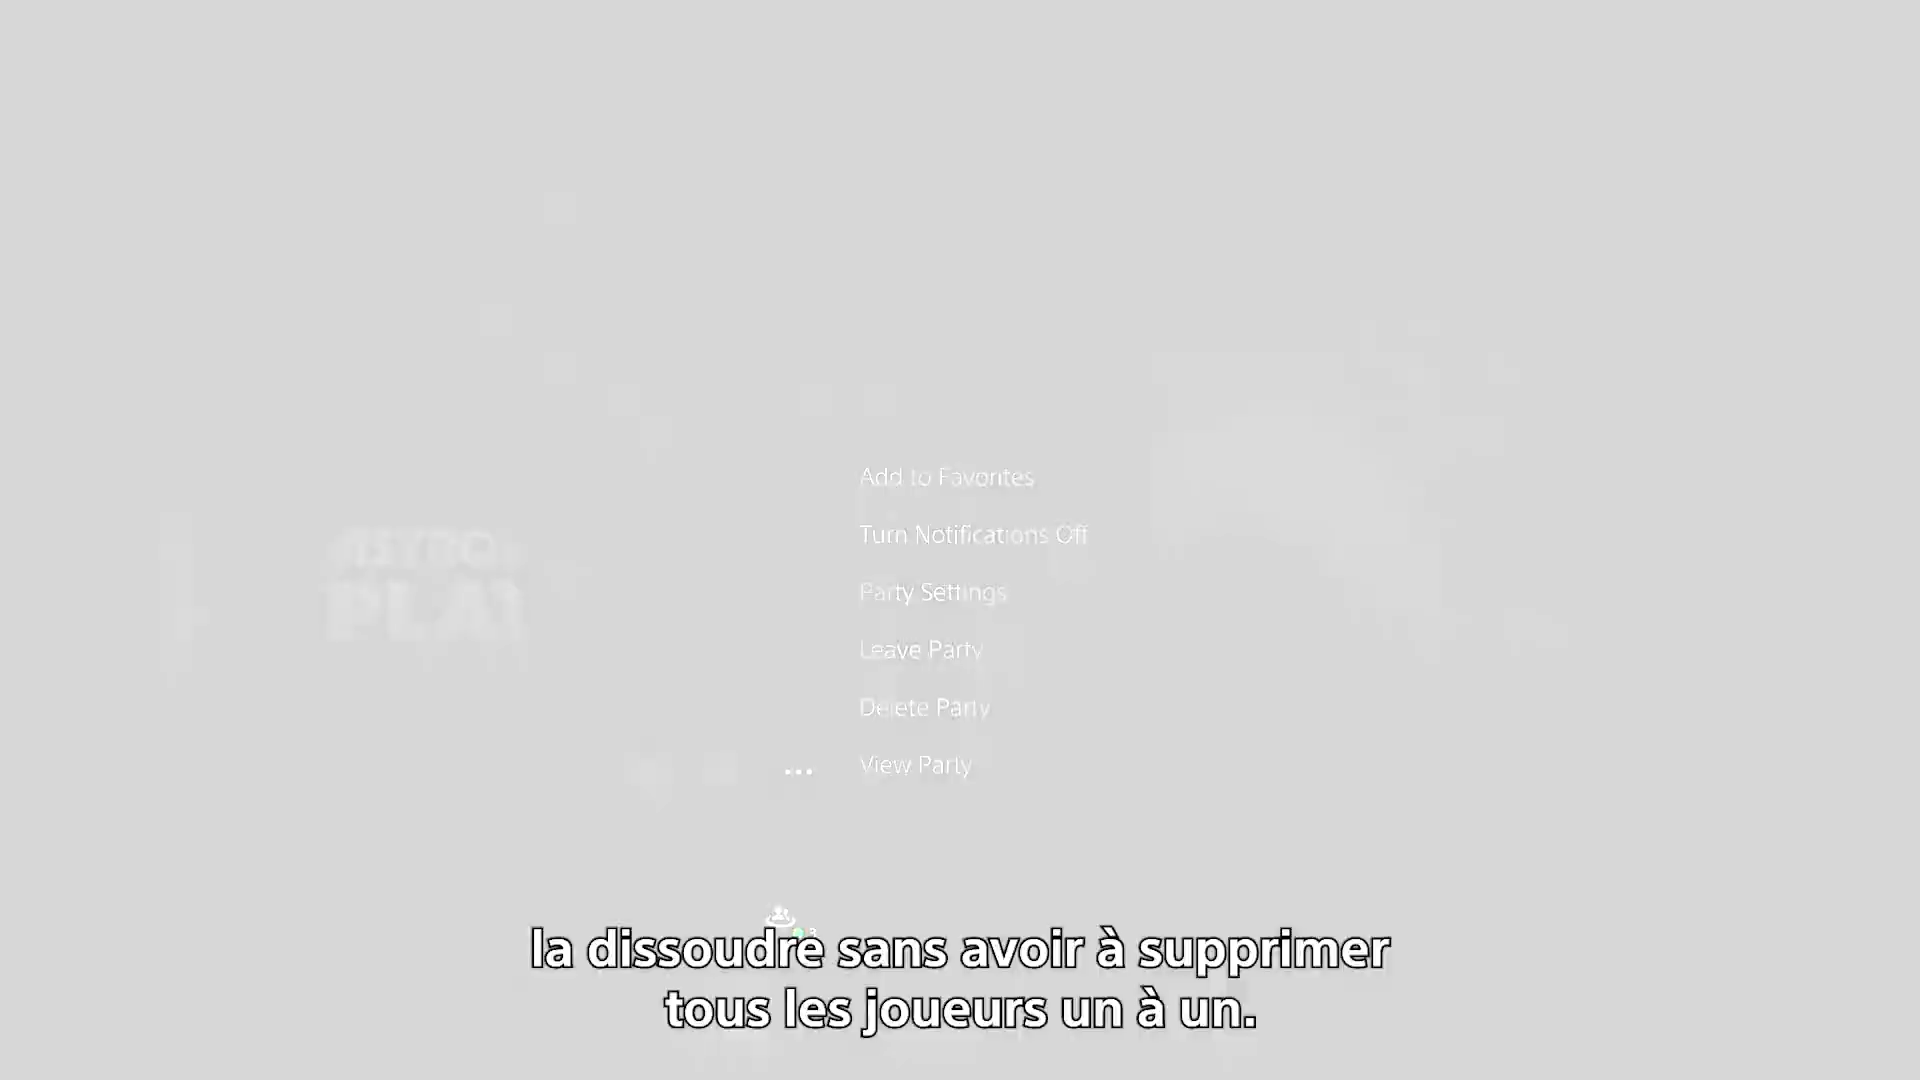 Add to Favorites
Turn Notifications Off
Party Settings
Leave Party
Delete Party
View Party
3
la dissoudre sans avoir à supprimer
tous les joueurs un à un.